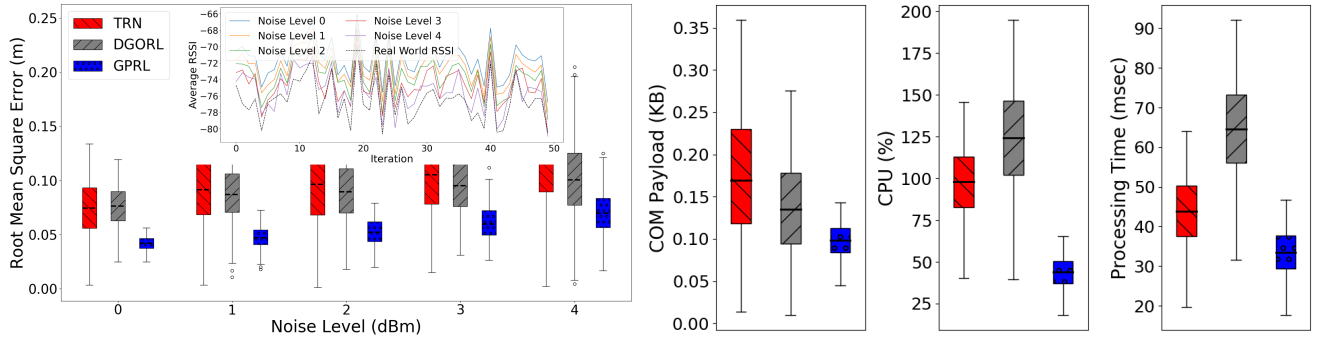 Root Mean Square Error (m)
0.25
0.20
0.15
0.10
0.05
0.00
TRN
DGORL
GPRL
Average RSSI
−66
−68
−70
−72
−74
−76
−78
−80
Noise Level 0
Noise Level 1
Noise Level 2
Noise Level 3
Noise Level 4
Real World RSSI
0 10 20 30 40 50
Iteration
0 1 2 3 4
Noise Level (dBm)
COM Payload (KB)
0.35
0.30
0.25
0.20
0.15
0.10
0.05
0.00
CPU (%)
200
175
150
125
100
75
50
25
Processing Time (msec)
90
80
70
60
50
40
30
20